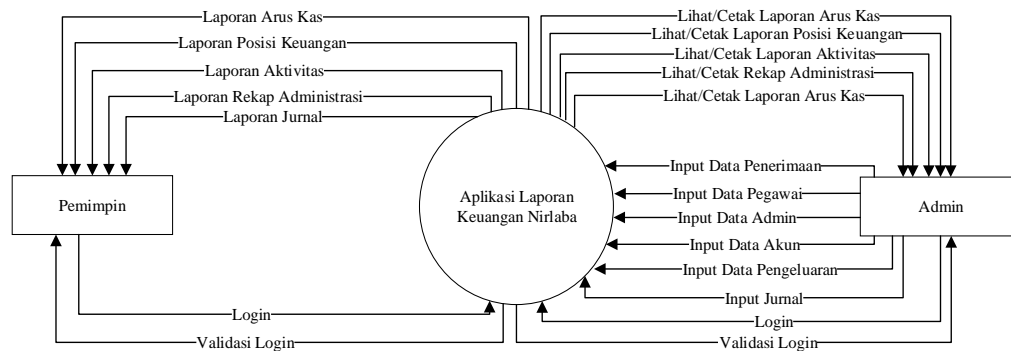 Laporan Arus Kas
Laporan Posisi Keuangan
Laporan Aktivitas
Laporan Rekap Administrasi
Laporan Jurnal
Lihat/Cetak Laporan Arus Kas
Lihat/Cetak Laporan Posisi Keuangan
Lihat/Cetak Laporan Aktivitas
Lihat/Cetak Rekap Administrasi
Lihat/Cetak Laporan Arus Kas
Pemimpin
Aplikasi Laporan
Keuangan Nirlaba
Input Data Penerimaan
Input Data Pegawai
Input Data Admin
Input Data Akun
Input Data Pengeluaran
Input Jurnal
Admin
Login
Validasi Login
Login
Validasi Login